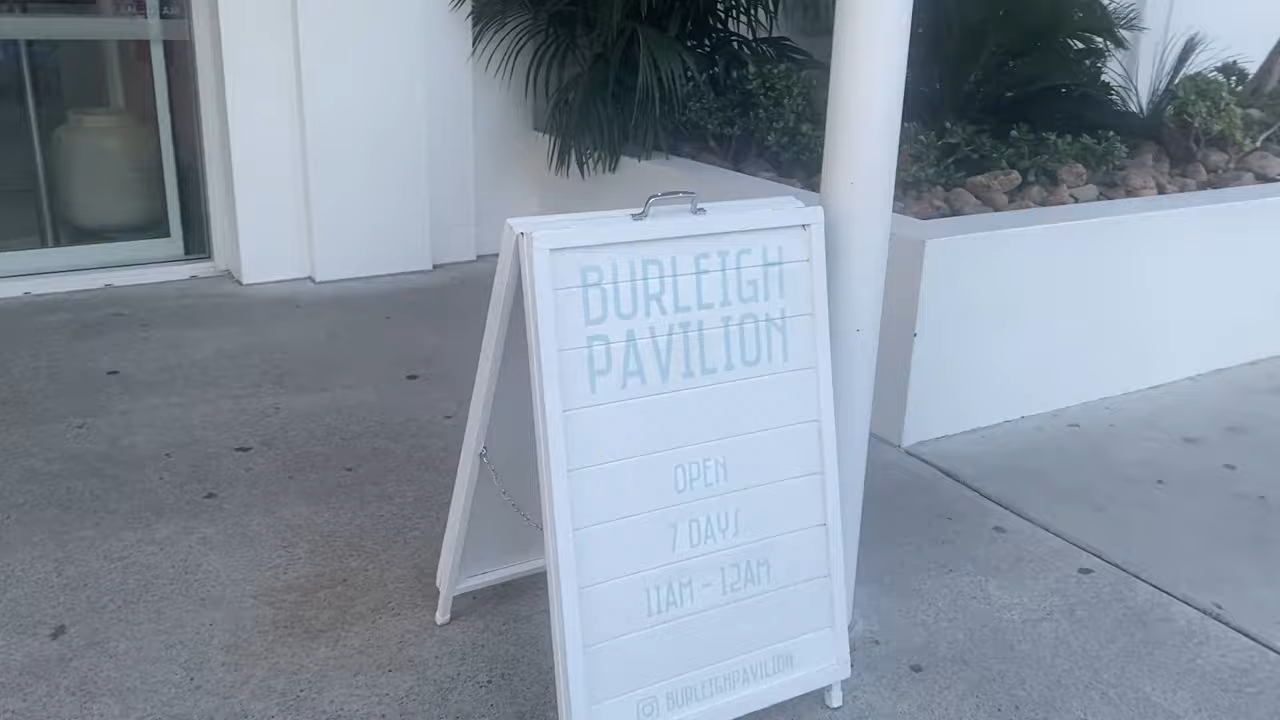 BURLEIGH
PAVILION
OPEN
7 DAYS
11AM - 12AM
BURLEIGHPAVILION